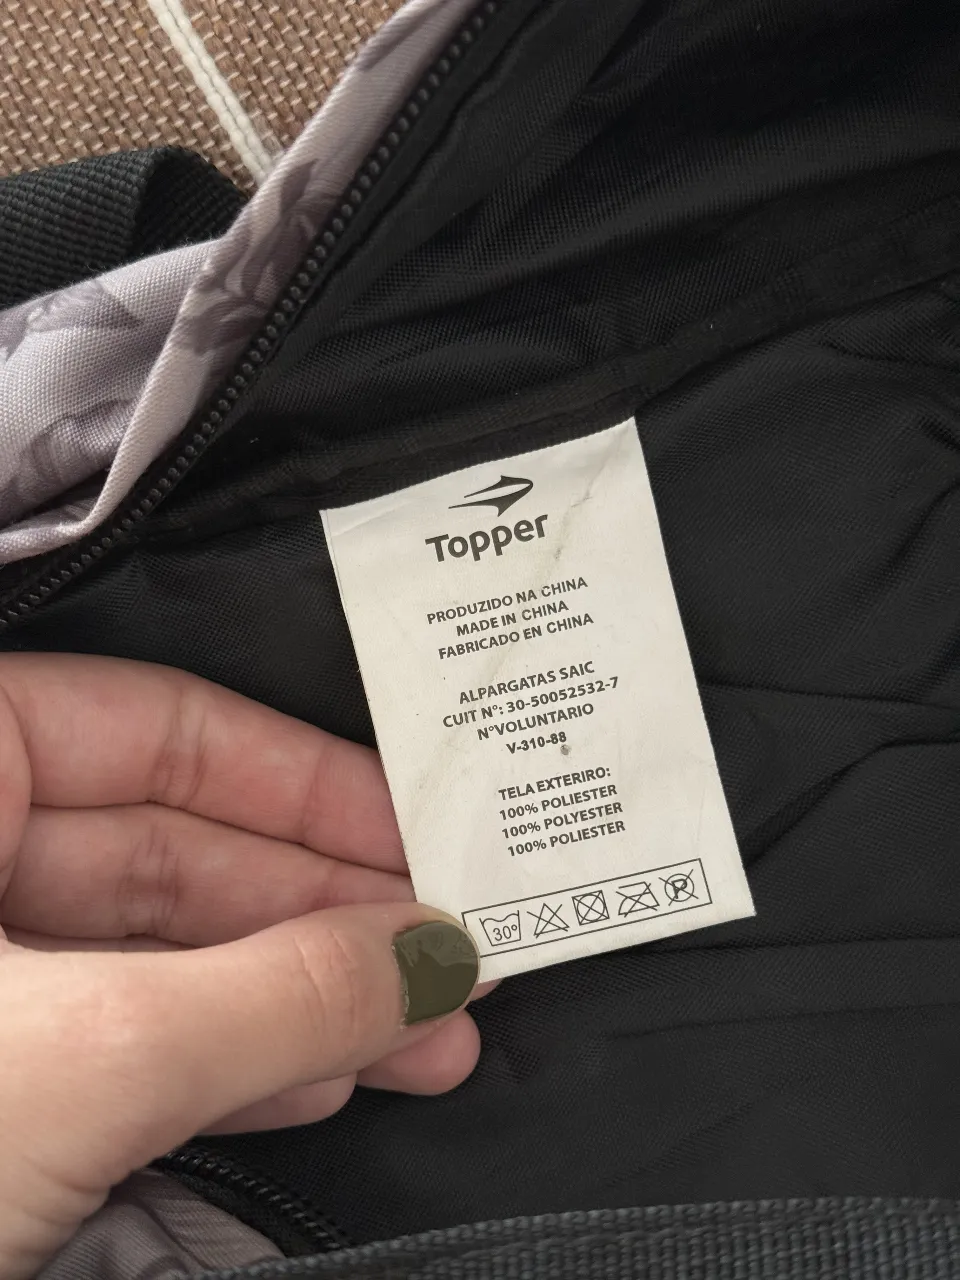 Topper
PRODUZIDO NA CHINA
MADE IN CHINA
FABRICADO EN CHINA
ALPARGATAS SAIC
CUIT N°: 30-50052532-7
N°VOLUNTARIO
V-310-88
TELA EXTERIRO:
100% POLIESTER
100% POLYESTER
100% POLIESTER
30° P